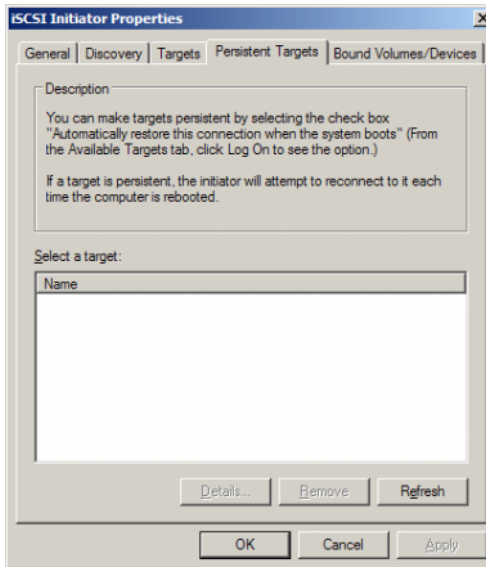 iSCSI Initiator Properties
General Discovery Targets Persistent Targets Bound Volumes/Devices
Description
You can make targets persistent by selecting the check box
"Automatically restore this connection when the system boots" (From
the Available Targets tab, click Log On to see the option.)
If a target is persistent, the initiator will attempt to reconnect to it each
time the computer is rebooted.
Select a target:
Name
Details... Remove Refresh
OK Cancel Apply